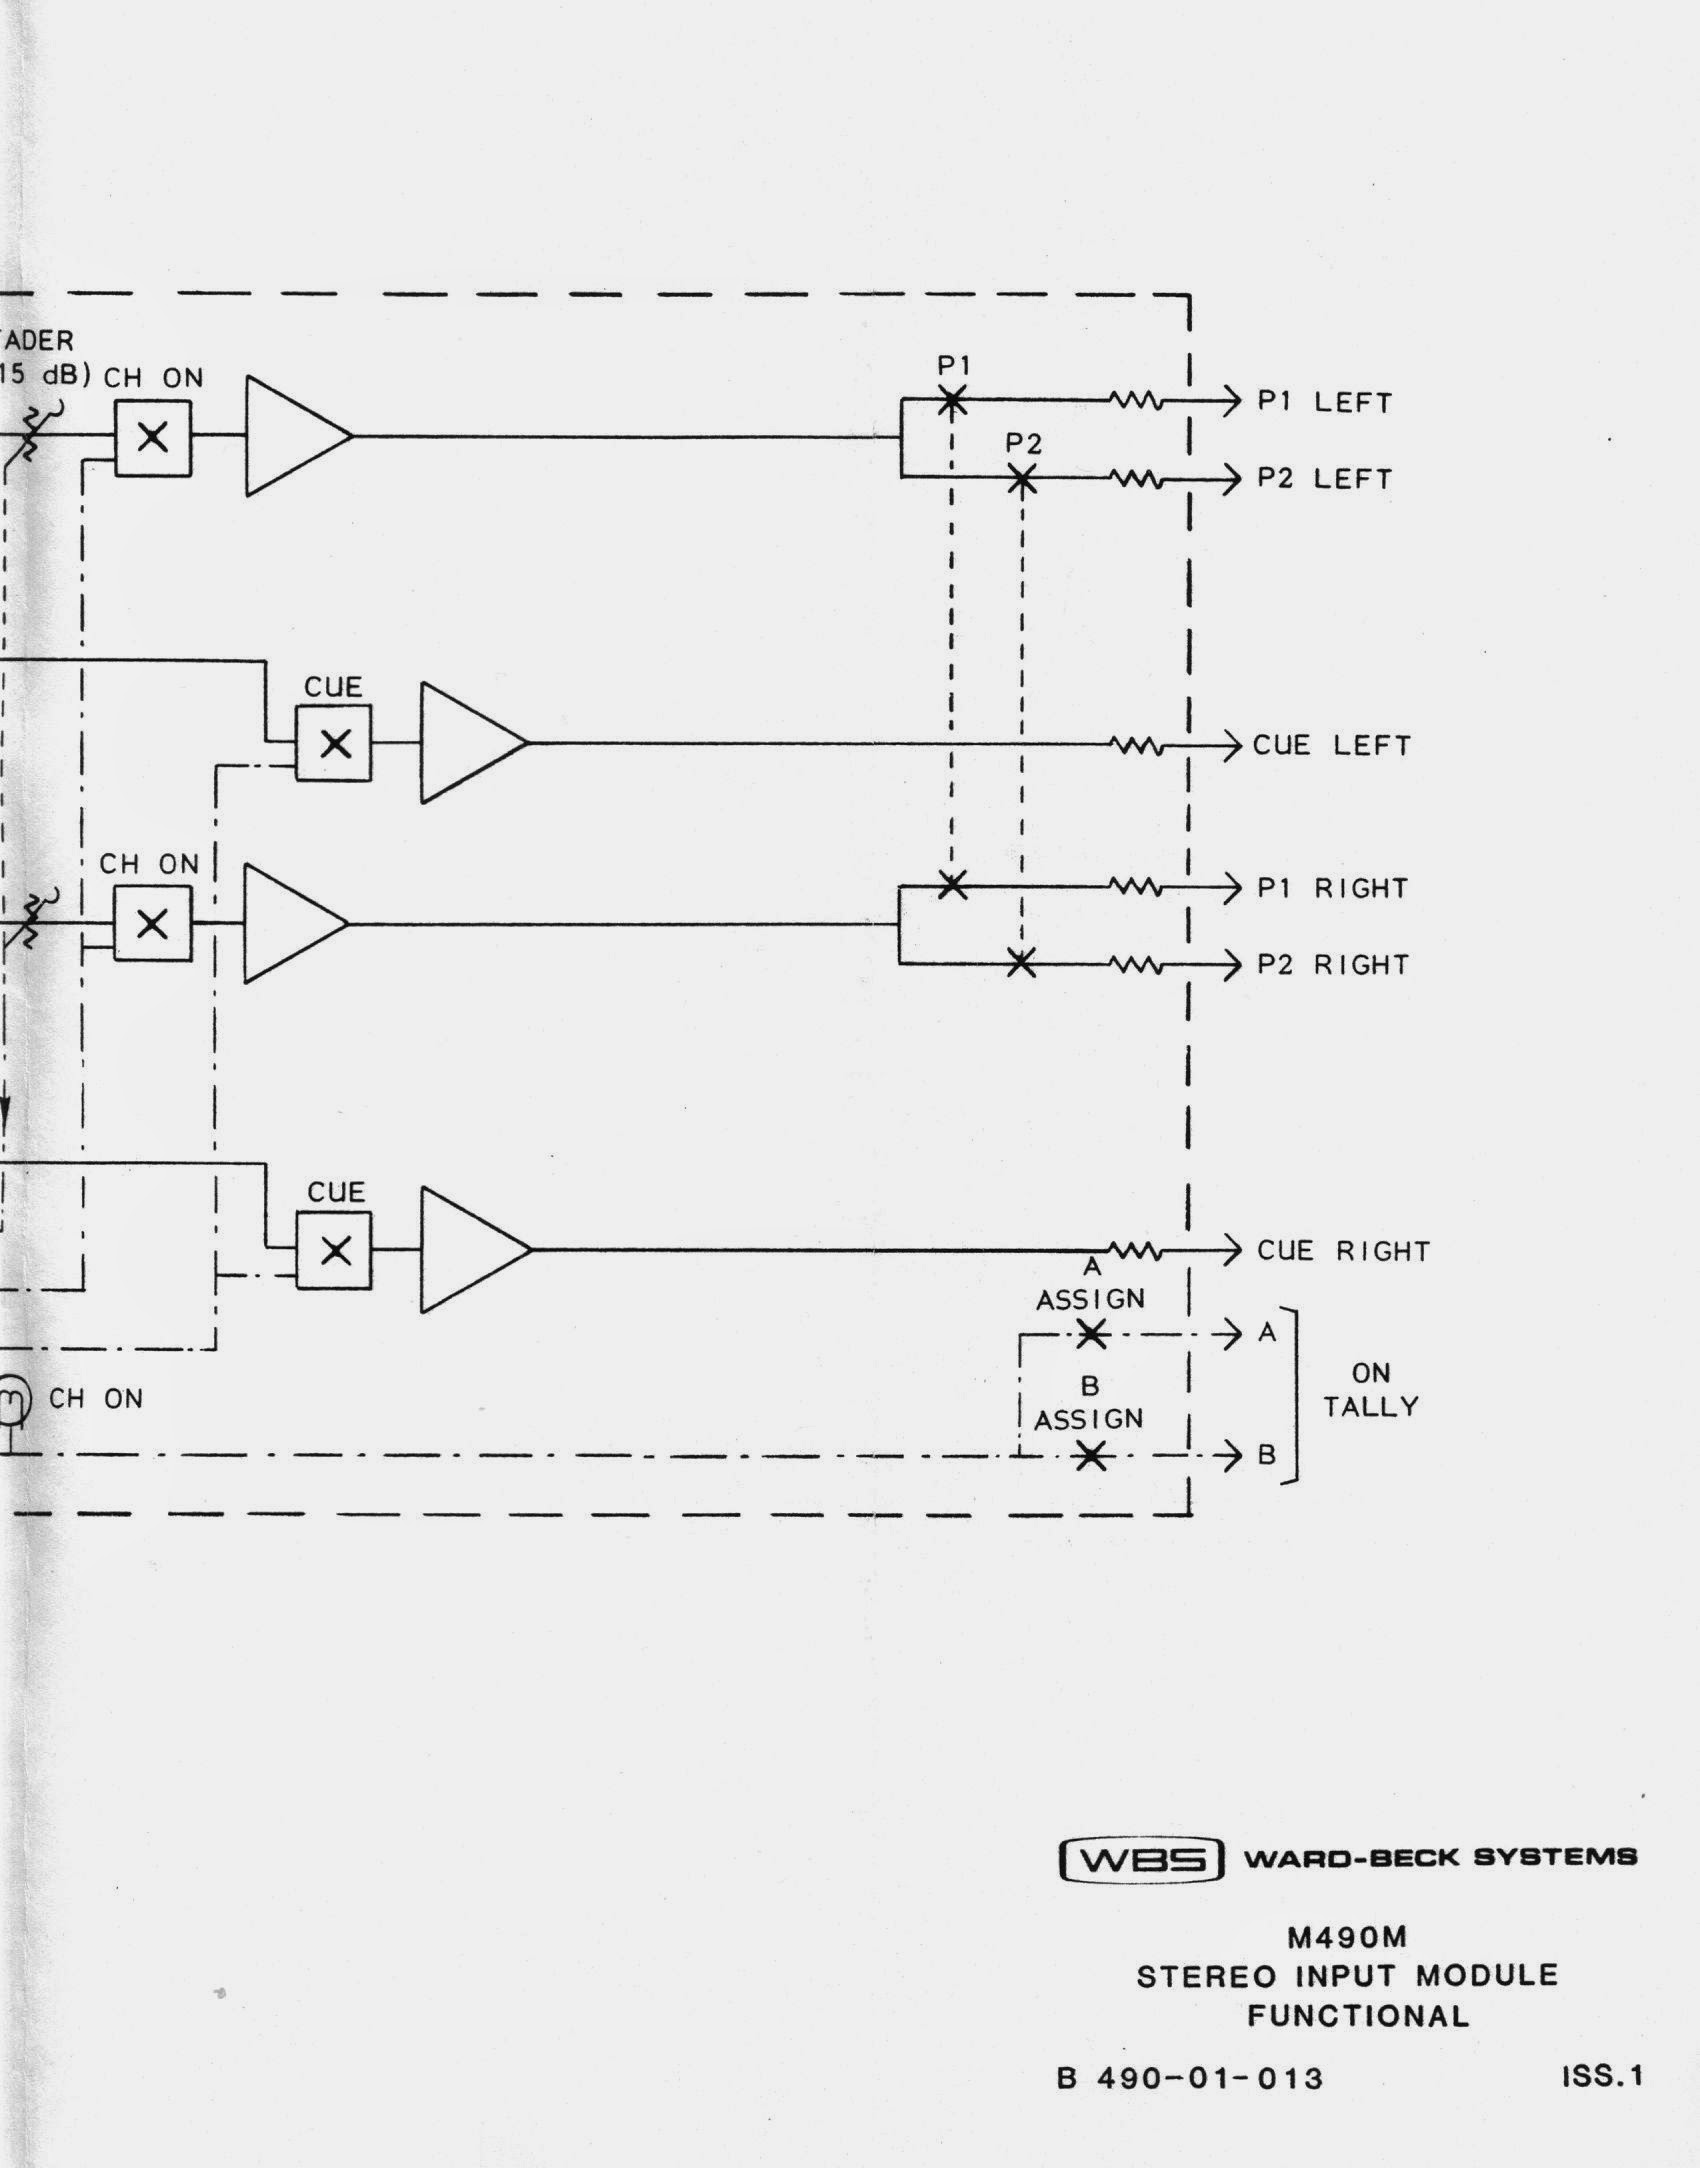 ADER
15 dB)
CH ON
P1
P1 LEFT
P2
P2 LEFT
CUE
CUE LEFT
CH ON
P1 RIGHT
P2 RIGHT
CUE
CUE RIGHT
A
ASSIGN
A
B
ASSIGN
B
ON
TALLY
CH ON
WBS WARD-BECK SYSTEMS
M490M
STEREO INPUT MODULE
FUNCTIONAL
B 490-01-013
ISS.1